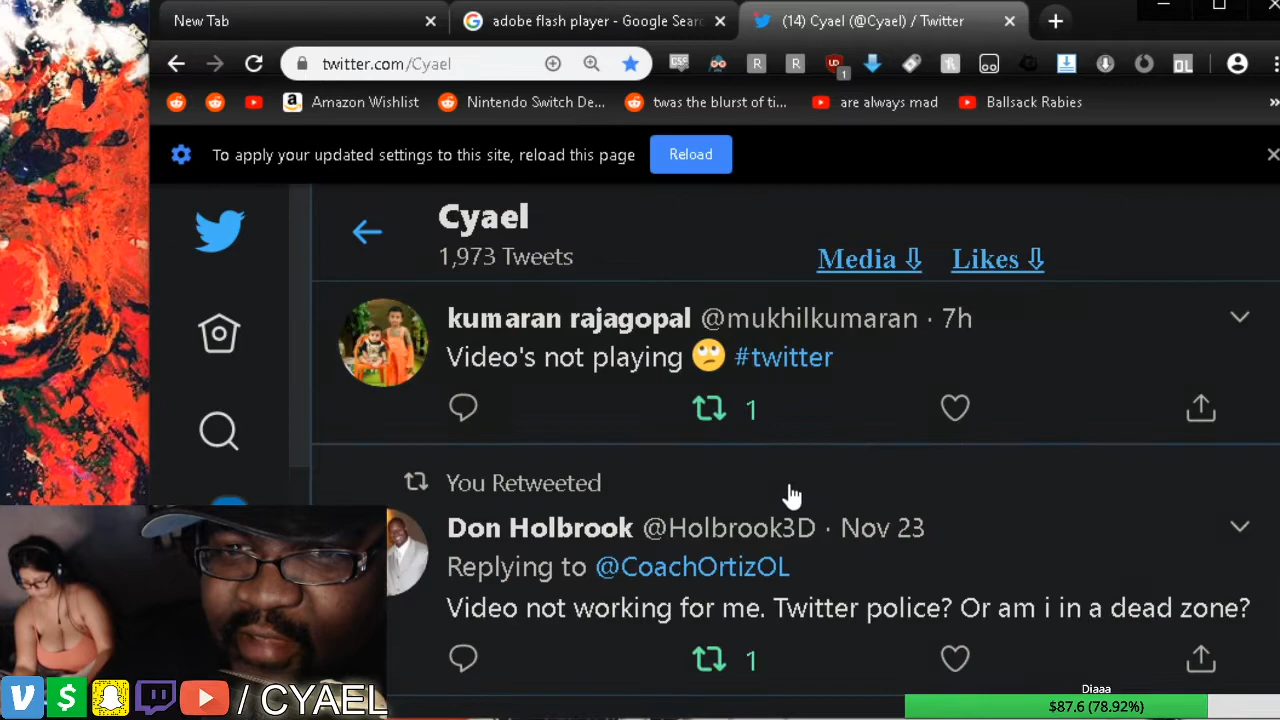 New Tab
adobe flash player - Google Searc
(14) Cyael (@Cyael) / Twitter
twitter.com/Cyael
GSP
R
R
UD
1
OL
Amazon Wishlist
Nintendo Switch De...
twas the blurst of ti...
are always mad
Ballsack Rabies
To apply your updated settings to this site, reload this page
Reload
Cyael
1,973 Tweets
Media ⇩
Likes ⇩
kumaran rajagopal @mukhilkumaran · 7h
Video's not playing 🙄 #twitter
1
You Retweeted
Don Holbrook @Holbrook3D · Nov 23
Replying to @CoachOrtizOL
Video not working for me. Twitter police? Or am i in a dead zone?
1
/ CYAEL
Diaaa
$87.6 (78.92%)